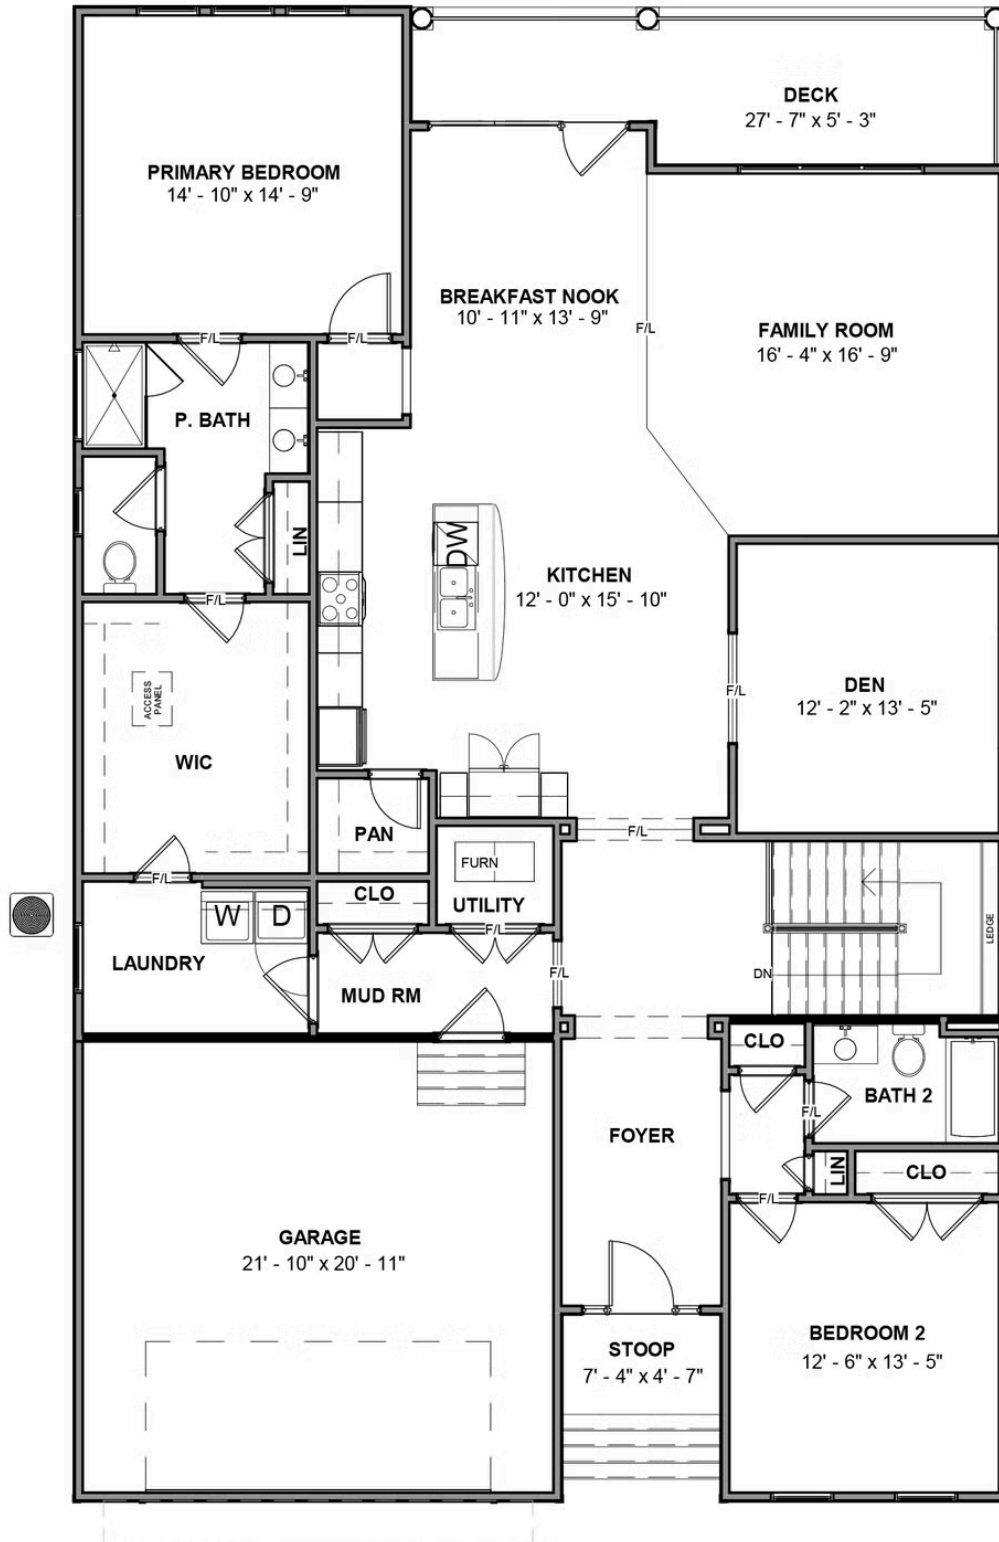 DECK
27' - 7" x 5' - 3"
PRIMARY BEDROOM
14' - 10" x 14' - 9"
BREAKFAST NOOK
10' - 11" x 13' - 9"
F/L
FAMILY ROOM
16' - 4" x 16' - 9"
F/L
F/L
P. BATH
LIN
DW
KITCHEN
12' - 0" x 15' - 10"
F/L
ACCESS
PANEL
WIC
F/L
DEN
12' - 2" x 13' - 5"
PAN
F/L
FURN
UTILITY
F/L
CLO
F/L
W
D
LAUNDRY
MUD RM
F/L
DN
LEDGE
CLO
BATH 2
F/L
FOYER
LIN
CLO
F/L
GARAGE
21' - 10" x 20' - 11"
STOOP
7' - 4" x 4' - 7"
BEDROOM 2
12' - 6" x 13' - 5"